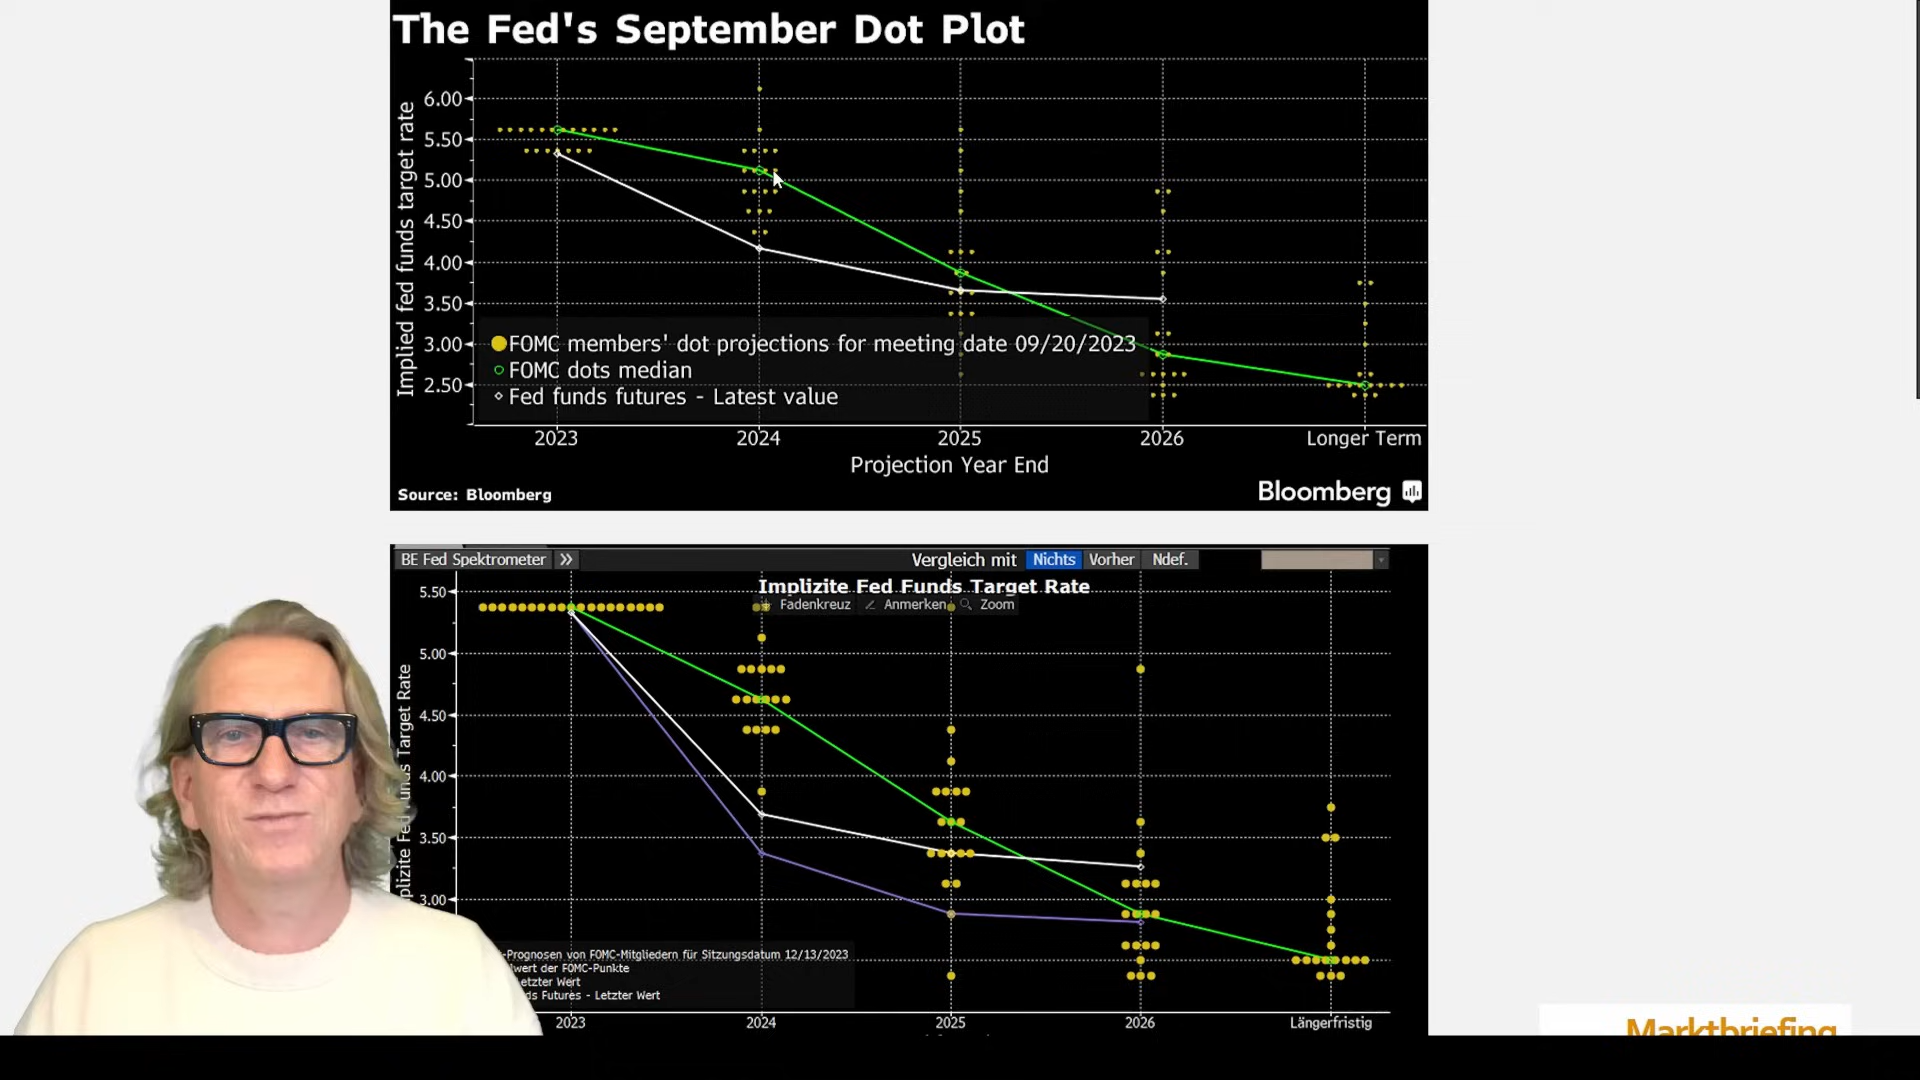 The Fed's September Dot Plot
Implied fed funds target rate
6.00
5.50
5.00
4.50
4.00
3.50
3.00
2.50
FOMC members' dot projections for meeting date 09/20/2023
FOMC dots median
Fed funds futures - Latest value
2023 2024 2025 2026 Longer Term
Projection Year End
Source: Bloomberg
Bloomberg
BE Fed Spektrometer »
Vergleich mit Nichts Vorher Ndef.
Implizite Fed Funds Target Rate
Fadenkreuz Anmerken Zoom
5.50
5.00
4.50
4.00
3.50
3.00
Target Rate
-Prognosen von FOMC-Mitgliedern für Sitzungsdatum 12/13/2023
der FOMC-Punkte
Letzter Wert
Futures - Letzter Wert
2023 2024 2025 2026 Längerfristig
Marktbriefing